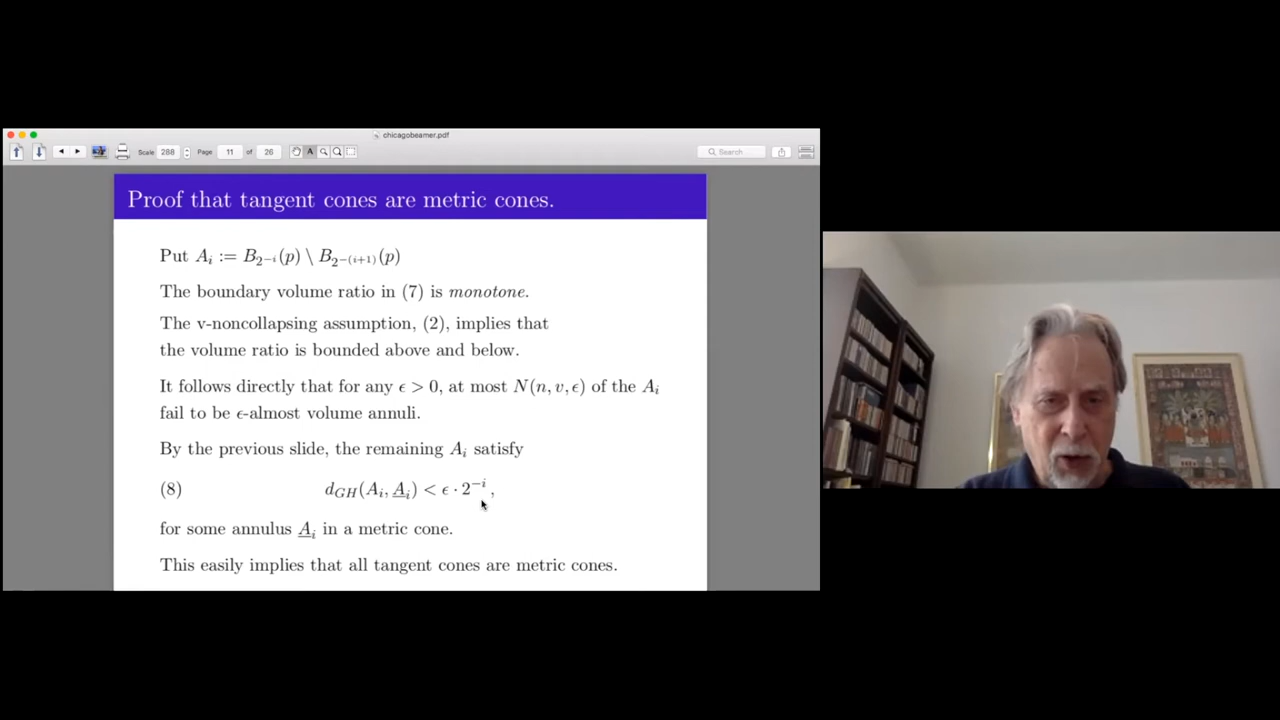 chicagobeamer.pdf
Scale 288 Page 11 of 26 Search
Proof that tangent cones are metric cones.
Put A_i := B_{2^{-i}}(p) \ B_{2^{-(i+1)}}(p)
The boundary volume ratio in (7) is monotone.
The v-noncollapsing assumption, (2), implies that
the volume ratio is bounded above and below.
It follows directly that for any ϵ > 0, at most N(n, v, ϵ) of the A_i
fail to be ϵ-almost volume annuli.
By the previous slide, the remaining A_i satisfy
(8) d_{GH}(A_i, \underline{A}_i) < ϵ · 2^{-i} ,
for some annulus \underline{A}_i in a metric cone.
This easily implies that all tangent cones are metric cones.